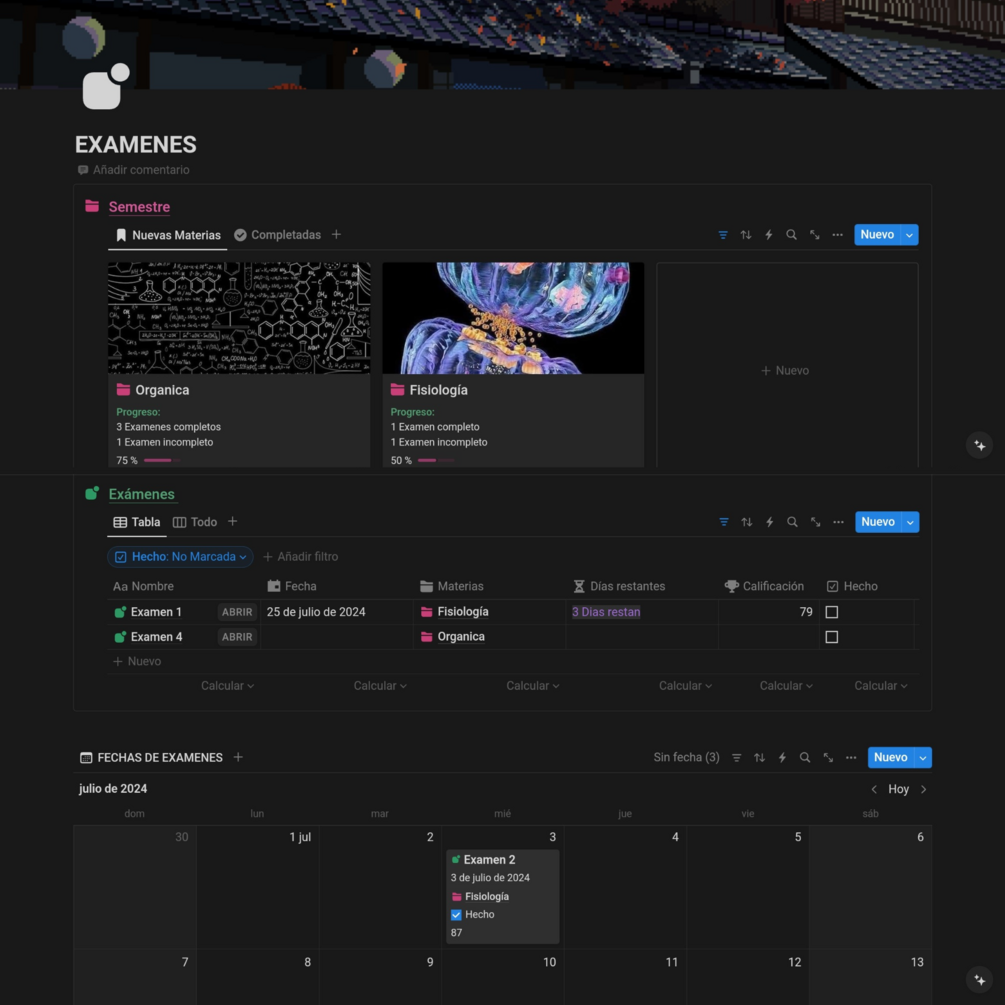 EXAMENES
Añadir comentario
Semestre
Nuevas Materias Completadas +
Nuevo
Organica
Progreso:
3 Examenes completos
1 Examen incompleto
75 %
Fisiología
Progreso:
1 Examen completo
1 Examen incompleto
50 %
+ Nuevo
Exámenes
Tabla Todo +
Nuevo
Hecho: No Marcada + Añadir filtro
Aa Nombre Fecha Materias Días restantes Calificación Hecho
Examen 1 ABRIR 25 de julio de 2024 Fisiología 3 Dias restan 79
Examen 4 ABRIR Organica
+ Nuevo
Calcular Calcular Calcular Calcular Calcular Calcular
FECHAS DE EXAMENES +
Sin fecha (3) Nuevo
julio de 2024 Hoy
dom lun mar mié jue vie sáb
30 1 jul 2 3 4 5 6
Examen 2
3 de julio de 2024
Fisiología
Hecho
87
7 8 9 10 11 12 13